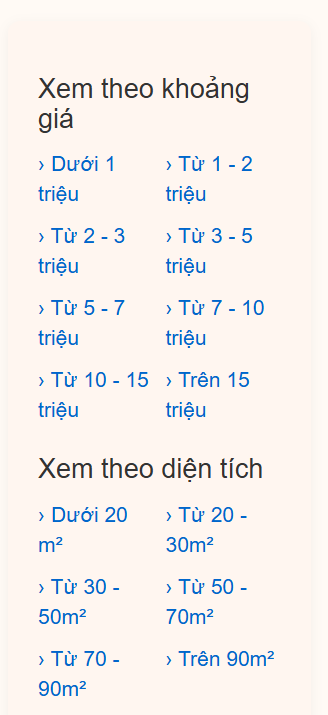 Xem theo khoảng
giá
› Dưới 1
triệu
› Từ 1 - 2
triệu
› Từ 2 - 3
triệu
› Từ 3 - 5
triệu
› Từ 5 - 7
triệu
› Từ 7 - 10
triệu
› Từ 10 - 15
triệu
› Trên 15
triệu
Xem theo diện tích
› Dưới 20
m²
› Từ 20 -
30m²
› Từ 30 -
50m²
› Từ 50 -
70m²
› Từ 70 -
90m²
› Trên 90m²